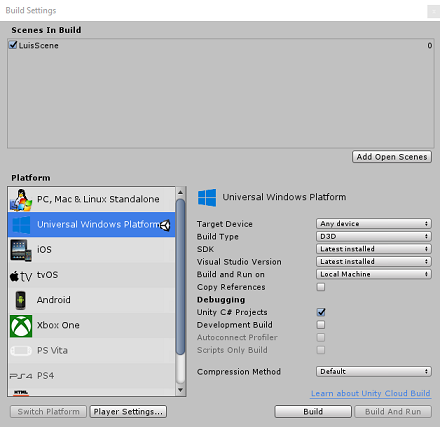 Build Settings
Scenes In Build
LuisScene 0
Add Open Scenes
Platform
PC, Mac & Linux Standalone
Universal Windows Platform
iOS
tv tvOS
Android
Xbox One
PS Vita
PS4
HTML
Universal Windows Platform
Target Device Any device
Build Type D3D
SDK Latest installed
Visual Studio Version Latest installed
Build and Run on Local Machine
Copy References
Debugging
Unity C# Projects
Development Build
Autoconnect Profiler
Scripts Only Build
Compression Method Default
Learn about Unity Cloud Build
Switch Platform Player Settings... Build Build And Run